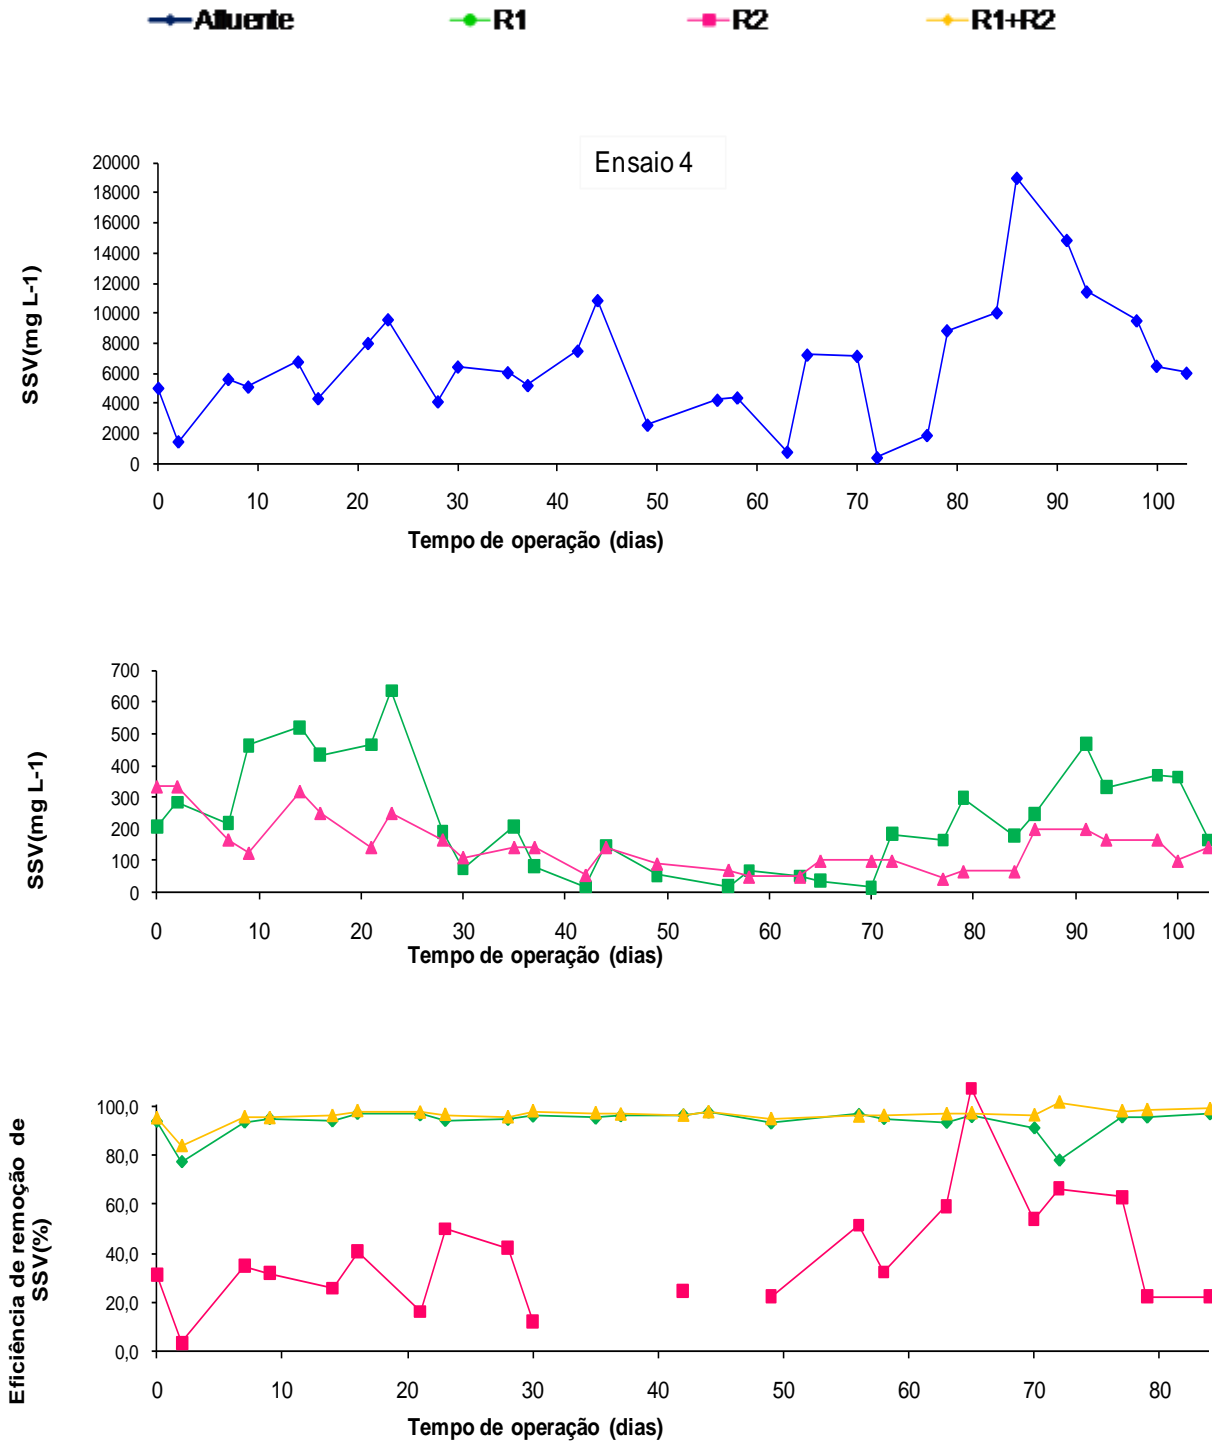 Afluente R1 R2 R1+R2
Ensaio 4
20000
18000
16000
14000
12000
10000
8000
6000
4000
2000
0
SSV(mg L-1)
0 10 20 30 40 50 60 70 80 90 100
Tempo de operação (dias)
700
600
500
400
300
200
100
0
SSV(mg L-1)
0 10 20 30 40 50 60 70 80 90 100
Tempo de operação (dias)
100,0
80,0
60,0
40,0
20,0
0,0
Eficiência de remoção de
SSV(%)
0 10 20 30 40 50 60 70 80
Tempo de operação (dias)